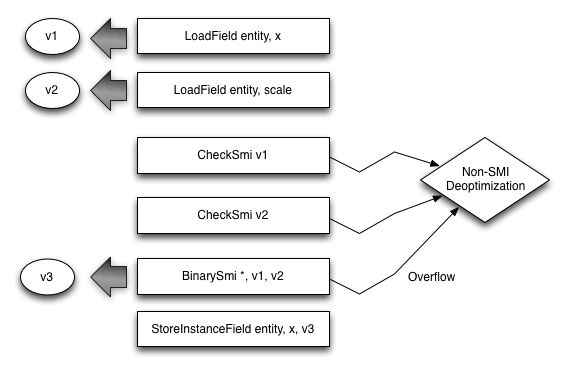 v1
LoadField entity, x
v2
LoadField entity, scale
CheckSmi v1
Non-SMI
Deoptimization
CheckSmi v2
v3
BinarySmi *, v1, v2
Overflow
StoreInstanceField entity, x, v3